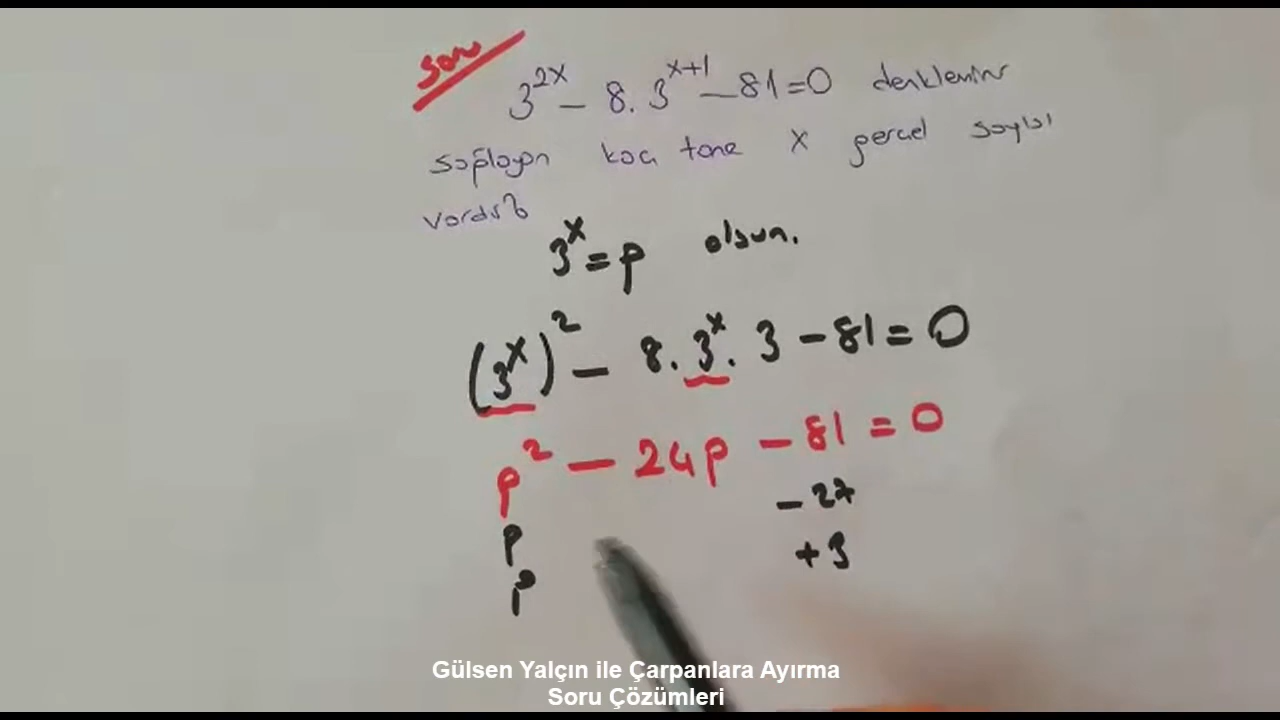 Soru
3^2x - 8.3^x+1 - 81=0 denklemini
sağlayan kaç tane x gerçel sayısı
vardır?
3^x = p olsun.
(3^x)^2 - 8.3^x.3 - 81 = 0
p^2 - 24p - 81 = 0
p -27
p +3
Gülsen Yalçın ile Çarpanlara Ayırma
Soru Çözümleri